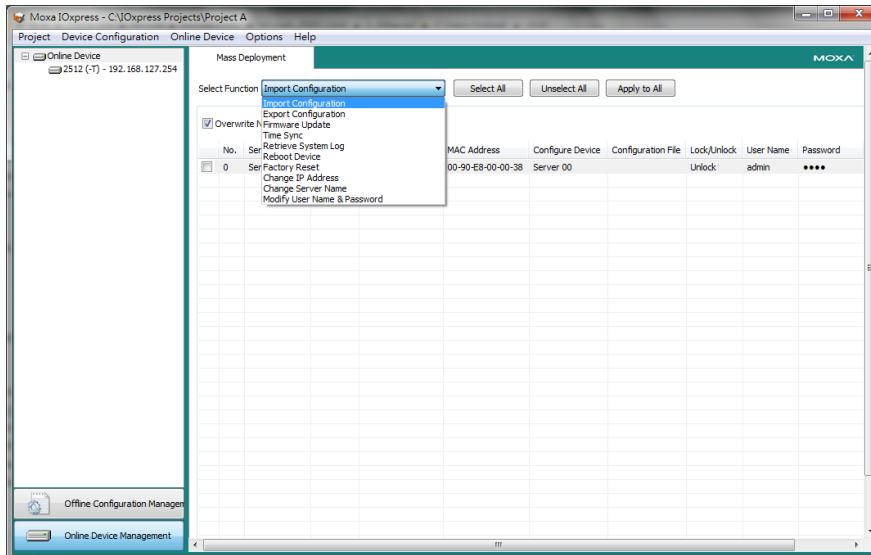 Moxa IOxpress - C:\IOxpress Projects\Project A
Project Device Configuration Online Device Options Help
Online Device
2512 (-T) - 192.168.127.254
Mass Deployment
MOXA
Select Function Import Configuration Select All Unselect All Apply to All
Import Configuration
Export Configuration
Overwrite N Firmware Update
Time Sync
Retrieve System Log
No. Ser MAC Address Configure Device Configuration File Lock/Unlock User Name Password
Reboot Device
0 Ser 00-90-E8-00-00-38 Server 00 Unlock admin ●●●●
Factory Reset
Change IP Address
Change Server Name
Modify User Name & Password
Offline Configuration Managen
Online Device Management